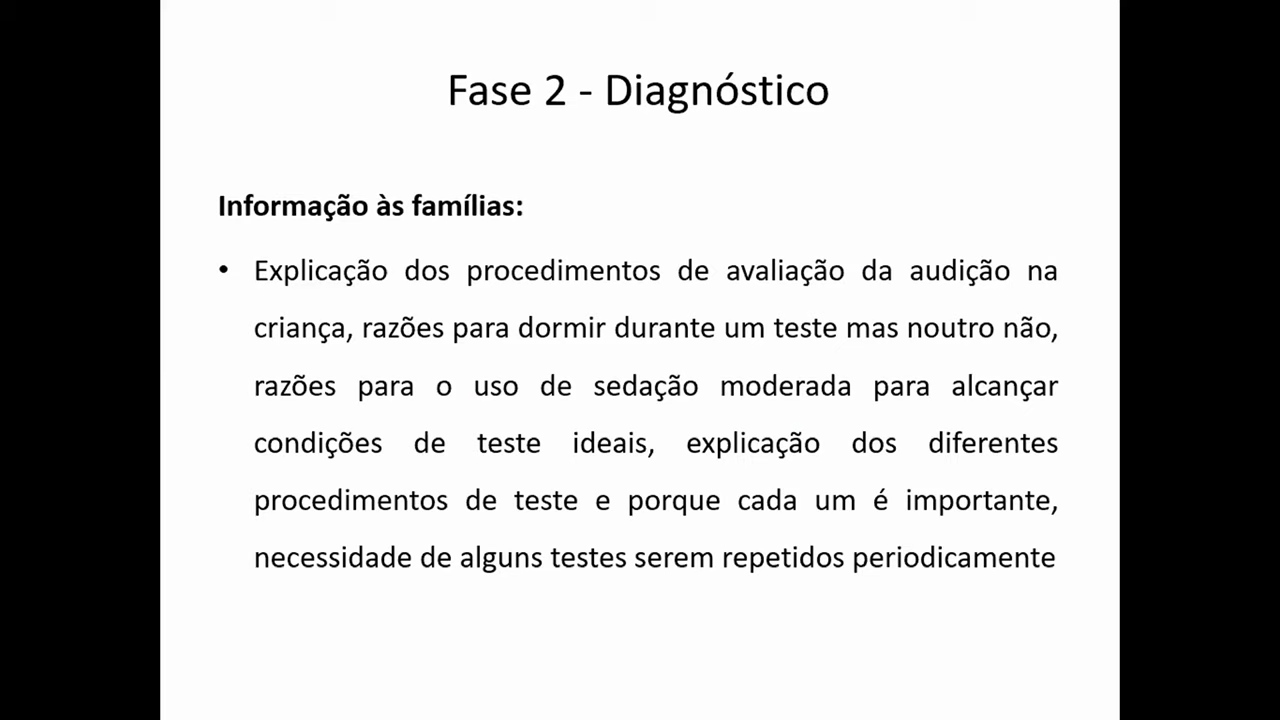 Fase 2 - Diagnóstico
Informação às famílias:
• Explicação dos procedimentos de avaliação da audição na
criança, razões para dormir durante um teste mas noutro não,
razões para o uso de sedação moderada para alcançar
condições de teste ideais, explicação dos diferentes
procedimentos de teste e porque cada um é importante,
necessidade de alguns testes serem repetidos periodicamente